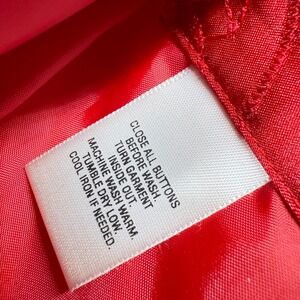 CLOSE ALL BUTTONS
BEFORE WASH.
TURN GARMENT
INSIDE OUT.
MACHINE WASH WARM.
TUMBLE DRY LOW.
COOL IRON IF NEEDED.